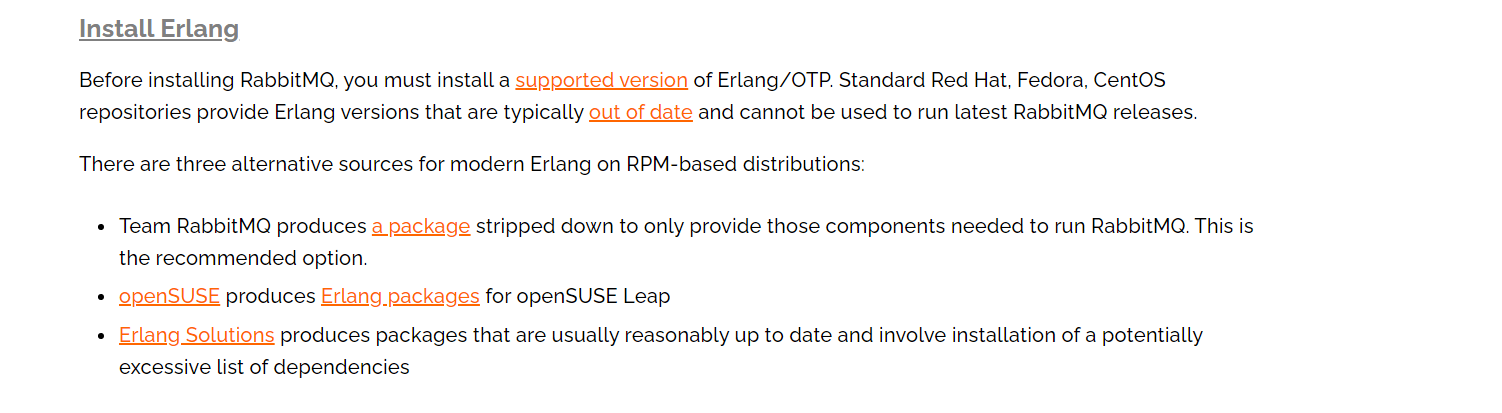 Install Erlang
Before installing RabbitMQ, you must install a supported version of Erlang/OTP. Standard Red Hat, Fedora, CentOS
repositories provide Erlang versions that are typically out of date and cannot be used to run latest RabbitMQ releases.
There are three alternative sources for modern Erlang on RPM-based distributions:
• Team RabbitMQ produces a package stripped down to only provide those components needed to run RabbitMQ. This is
the recommended option.
• openSUSE produces Erlang packages for openSUSE Leap
• Erlang Solutions produces packages that are usually reasonably up to date and involve installation of a potentially
excessive list of dependencies